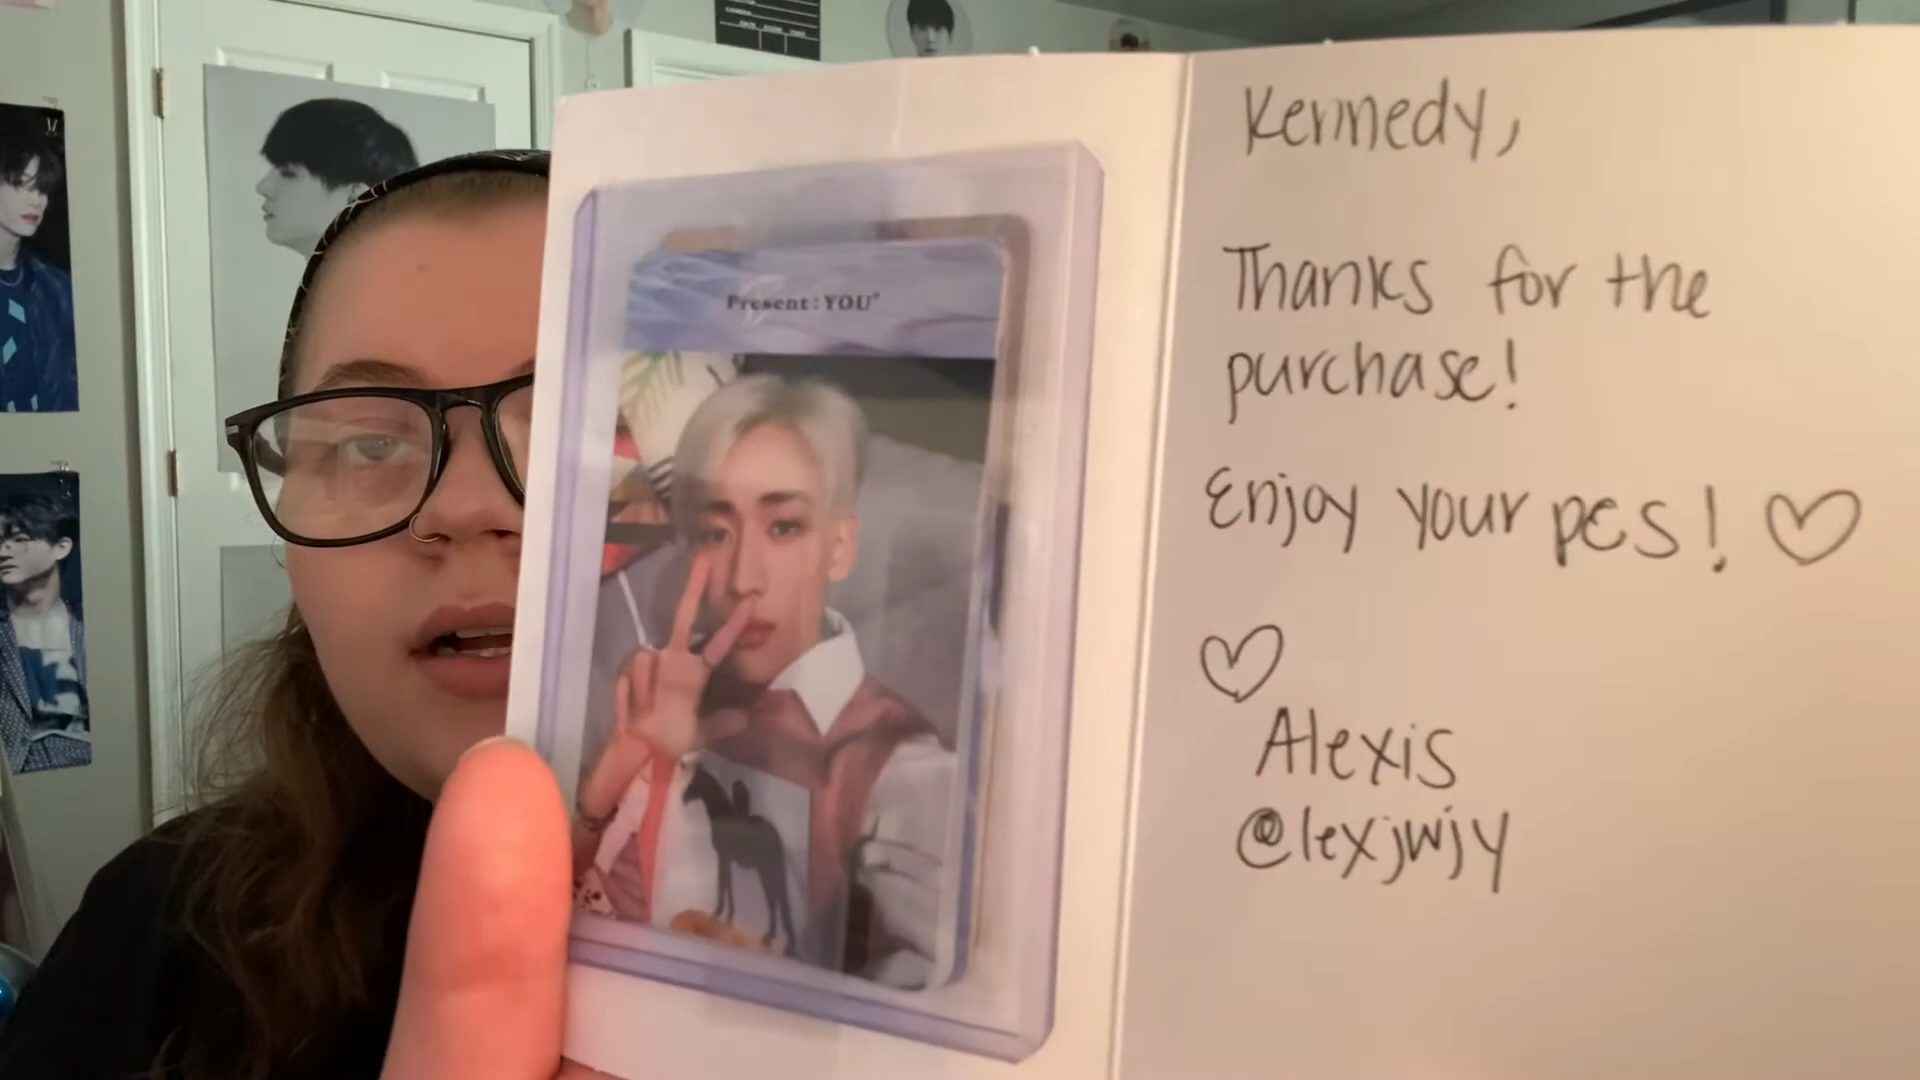 Present : YOU
Kennedy,
Thanks for the
purchase!
Enjoy your pcs! ♡
♡
Alexis
@lexjwjy